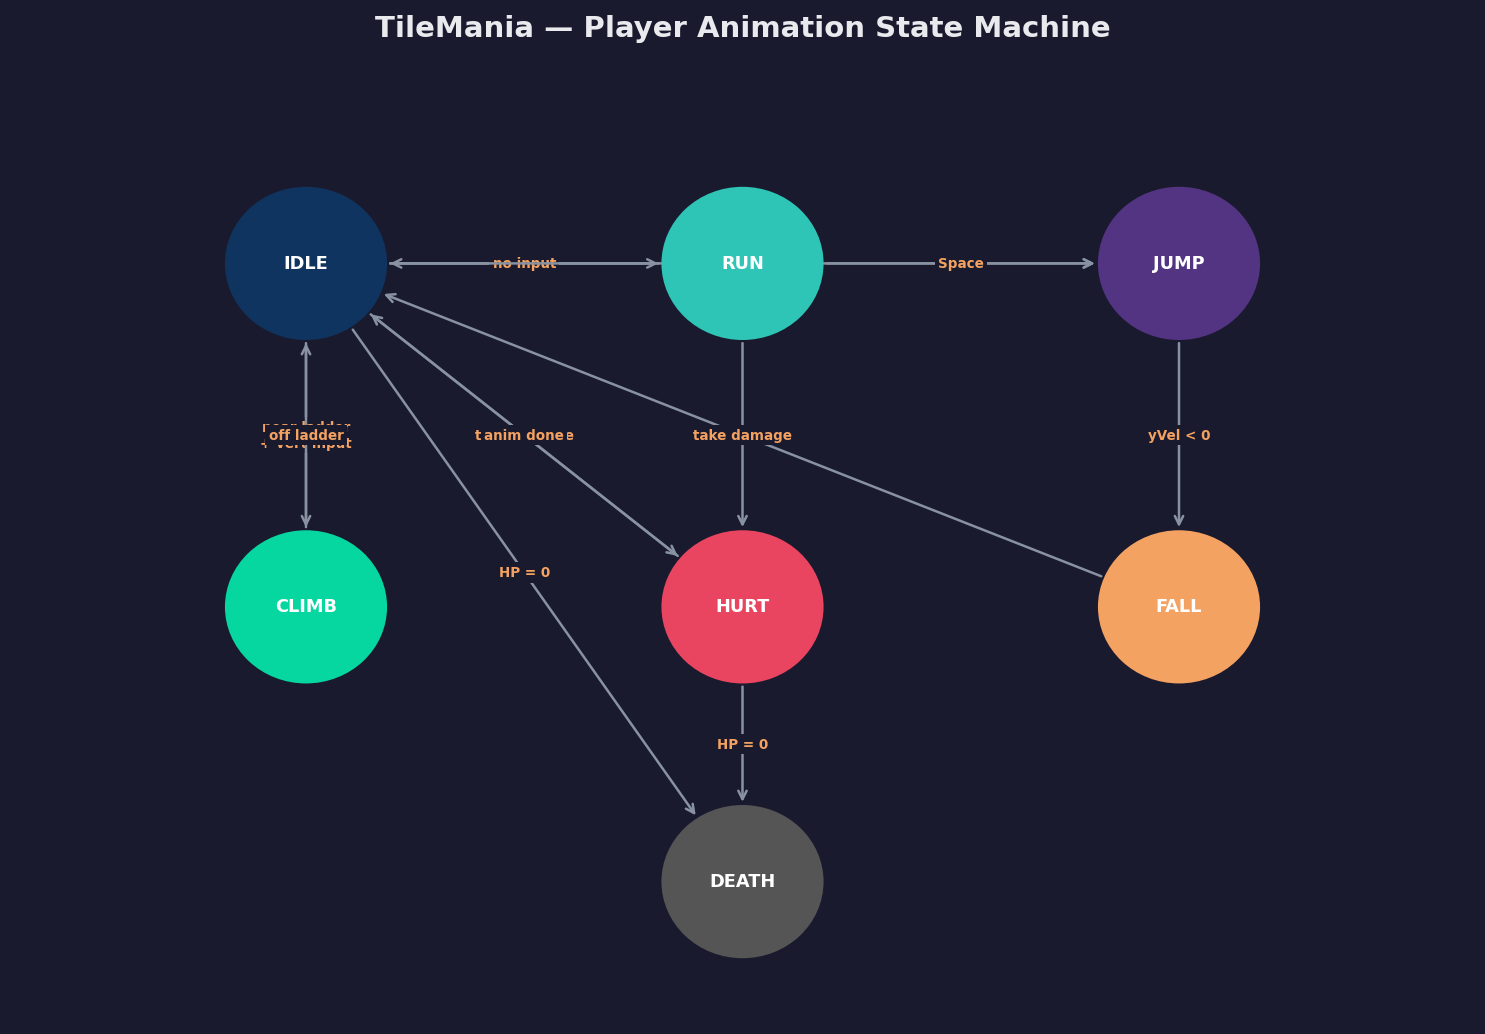 TileMania — Player Animation State Machine
IDLE
no input
RUN
Space
JUMP
off ladder
anim done
take damage
yVel < 0
HP = 0
CLIMB
HURT
FALL
HP = 0
DEATH